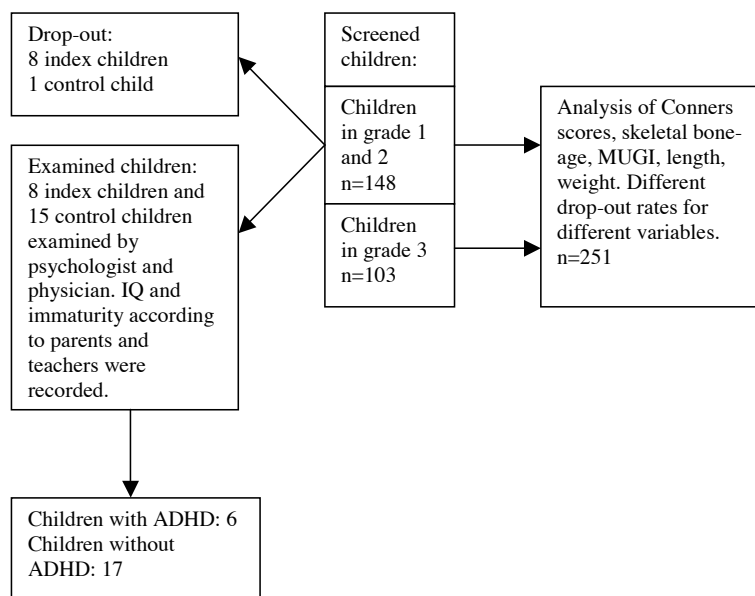 Drop-out:
8 index children
1 control child
Screened
children:
Children
in grade 1
and 2
n=148
Children
in grade 3
n=103
Analysis of Conners
scores, skeletal bone-
age, MUGI, length,
weight. Different
drop-out rates for
different variables.
n=251
Examined children:
8 index children and
15 control children
examined by
psychologist and
physician. IQ and
immaturity according
to parents and
teachers were
recorded.
Children with ADHD: 6
Children without
ADHD: 17